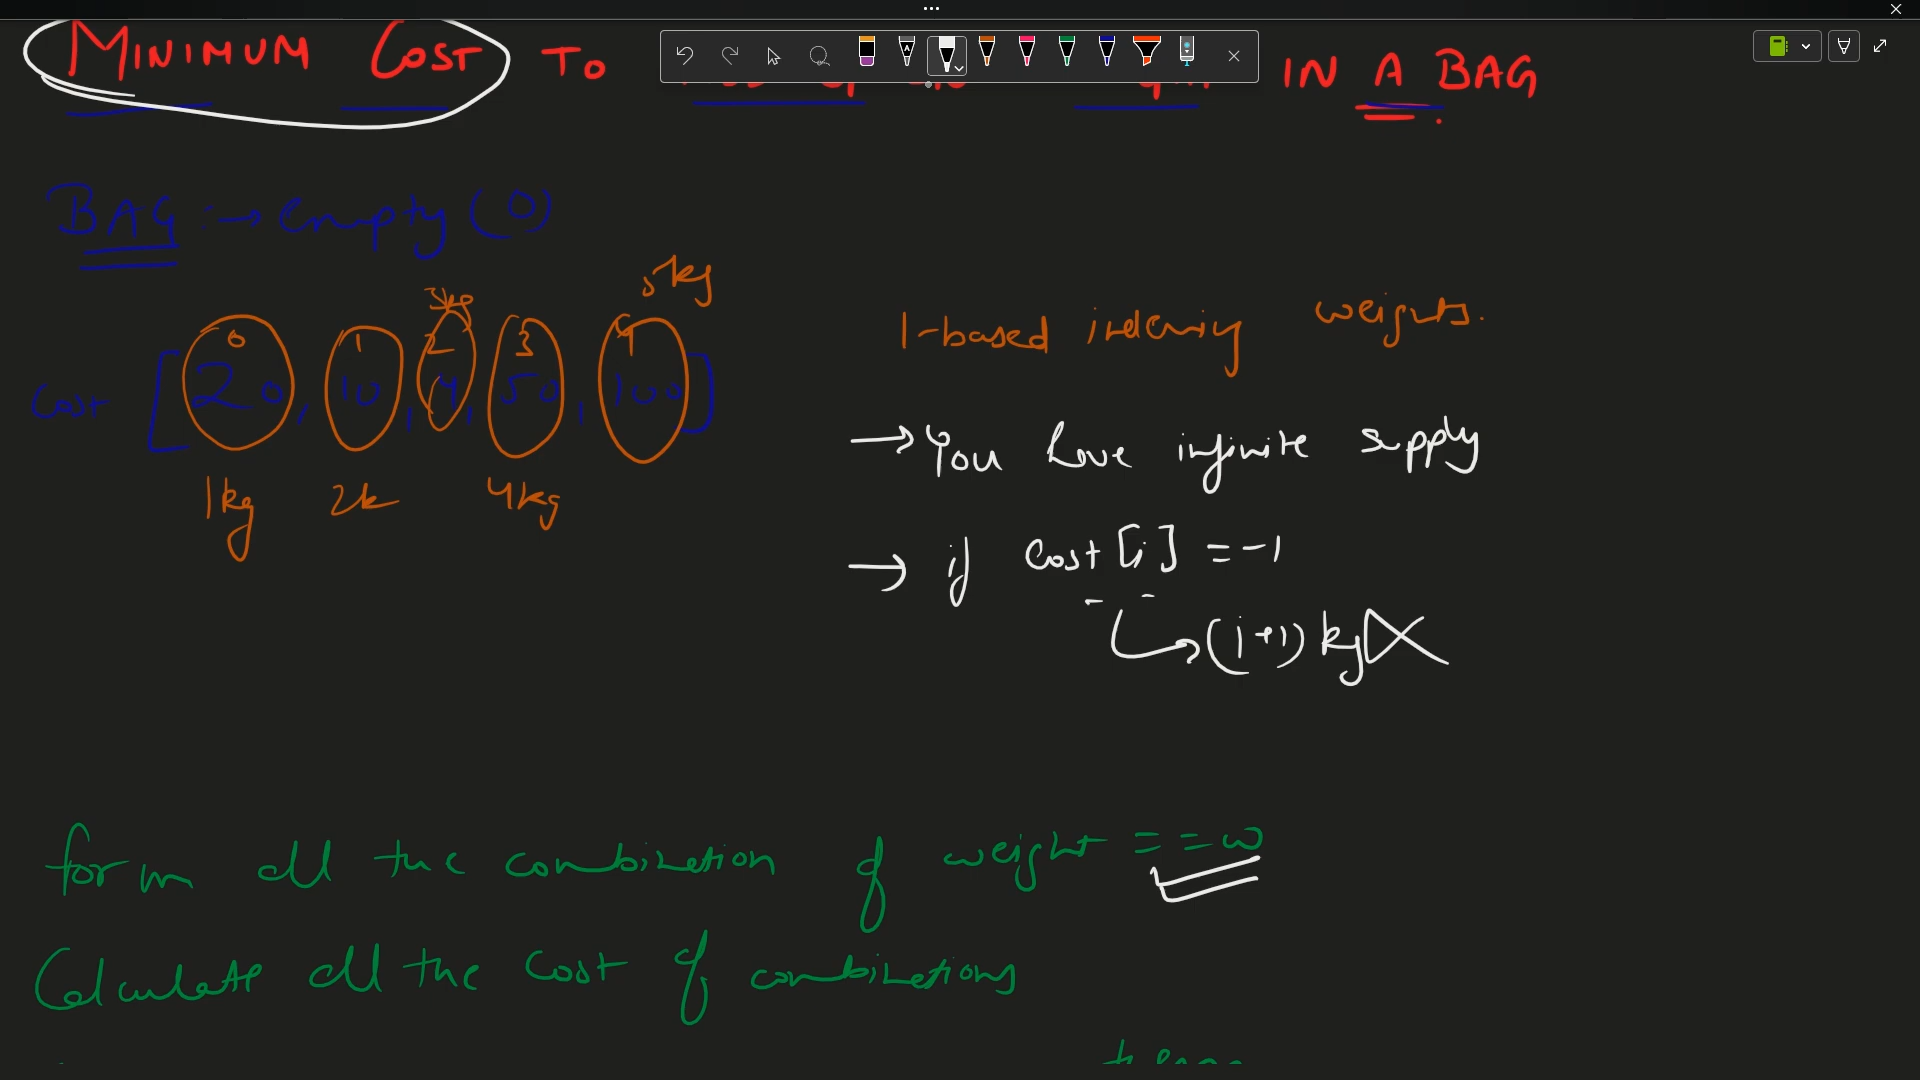 MINIMUM COST TO IN A BAG
BAG :→ empty (0)
5kg
3kg
0 1 2 3 4
Cost [20, 10, 4, 50, 100]
1kg 2k 4kg
1-based indexing weights.
→ You have infinite supply
→ if cost[i] = -1
↳ (i+1) kg X
form all the combination of weight == w
Calculate all the cost of combinations